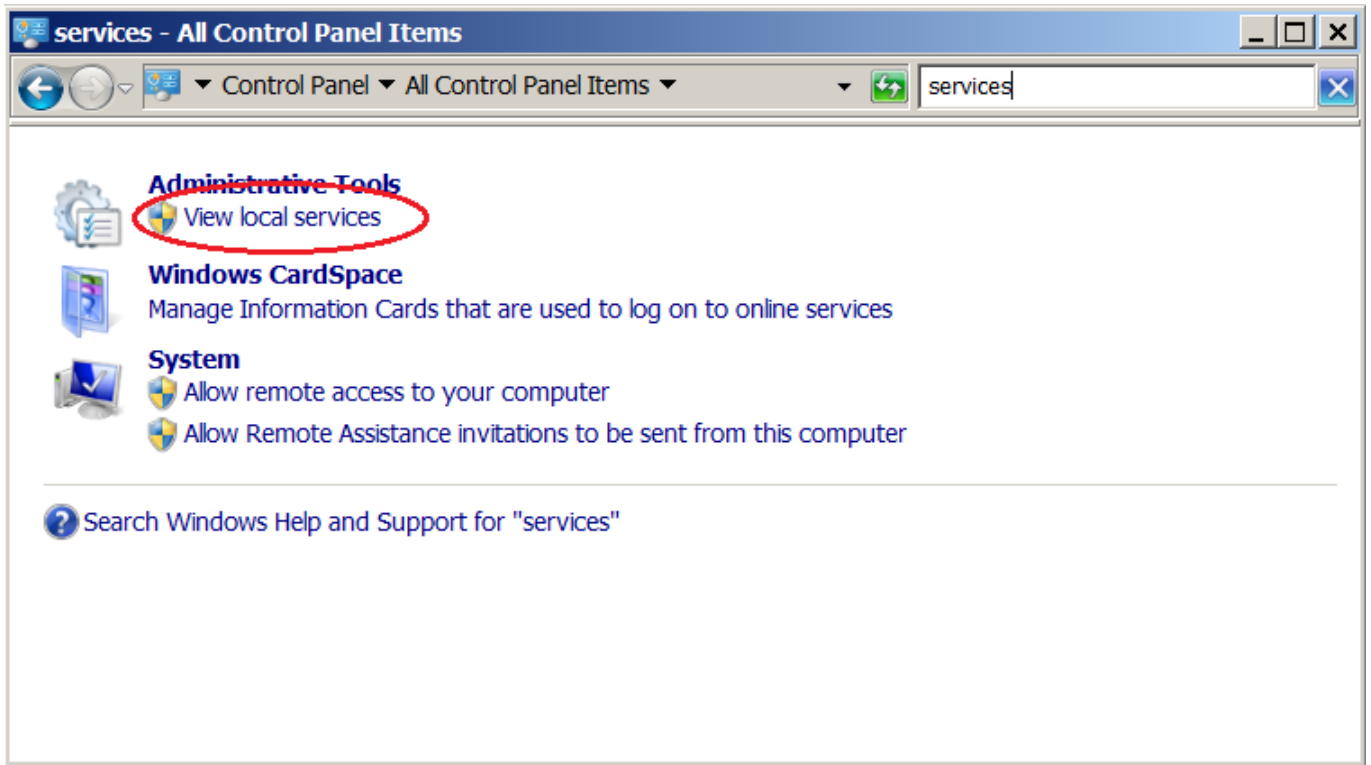 services - All Control Panel Items
Control Panel All Control Panel Items services
Administrative Tools
View local services
Windows CardSpace
Manage Information Cards that are used to log on to online services
System
Allow remote access to your computer
Allow Remote Assistance invitations to be sent from this computer
Search Windows Help and Support for "services"